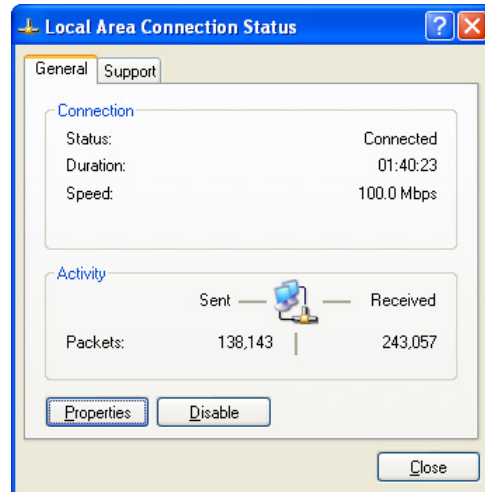 Local Area Connection Status
General Support
Connection
Status: Connected
Duration: 01:40:23
Speed: 100.0 Mbps
Activity
Sent Received
Packets: 138,143 243,057
Properties Disable
Close